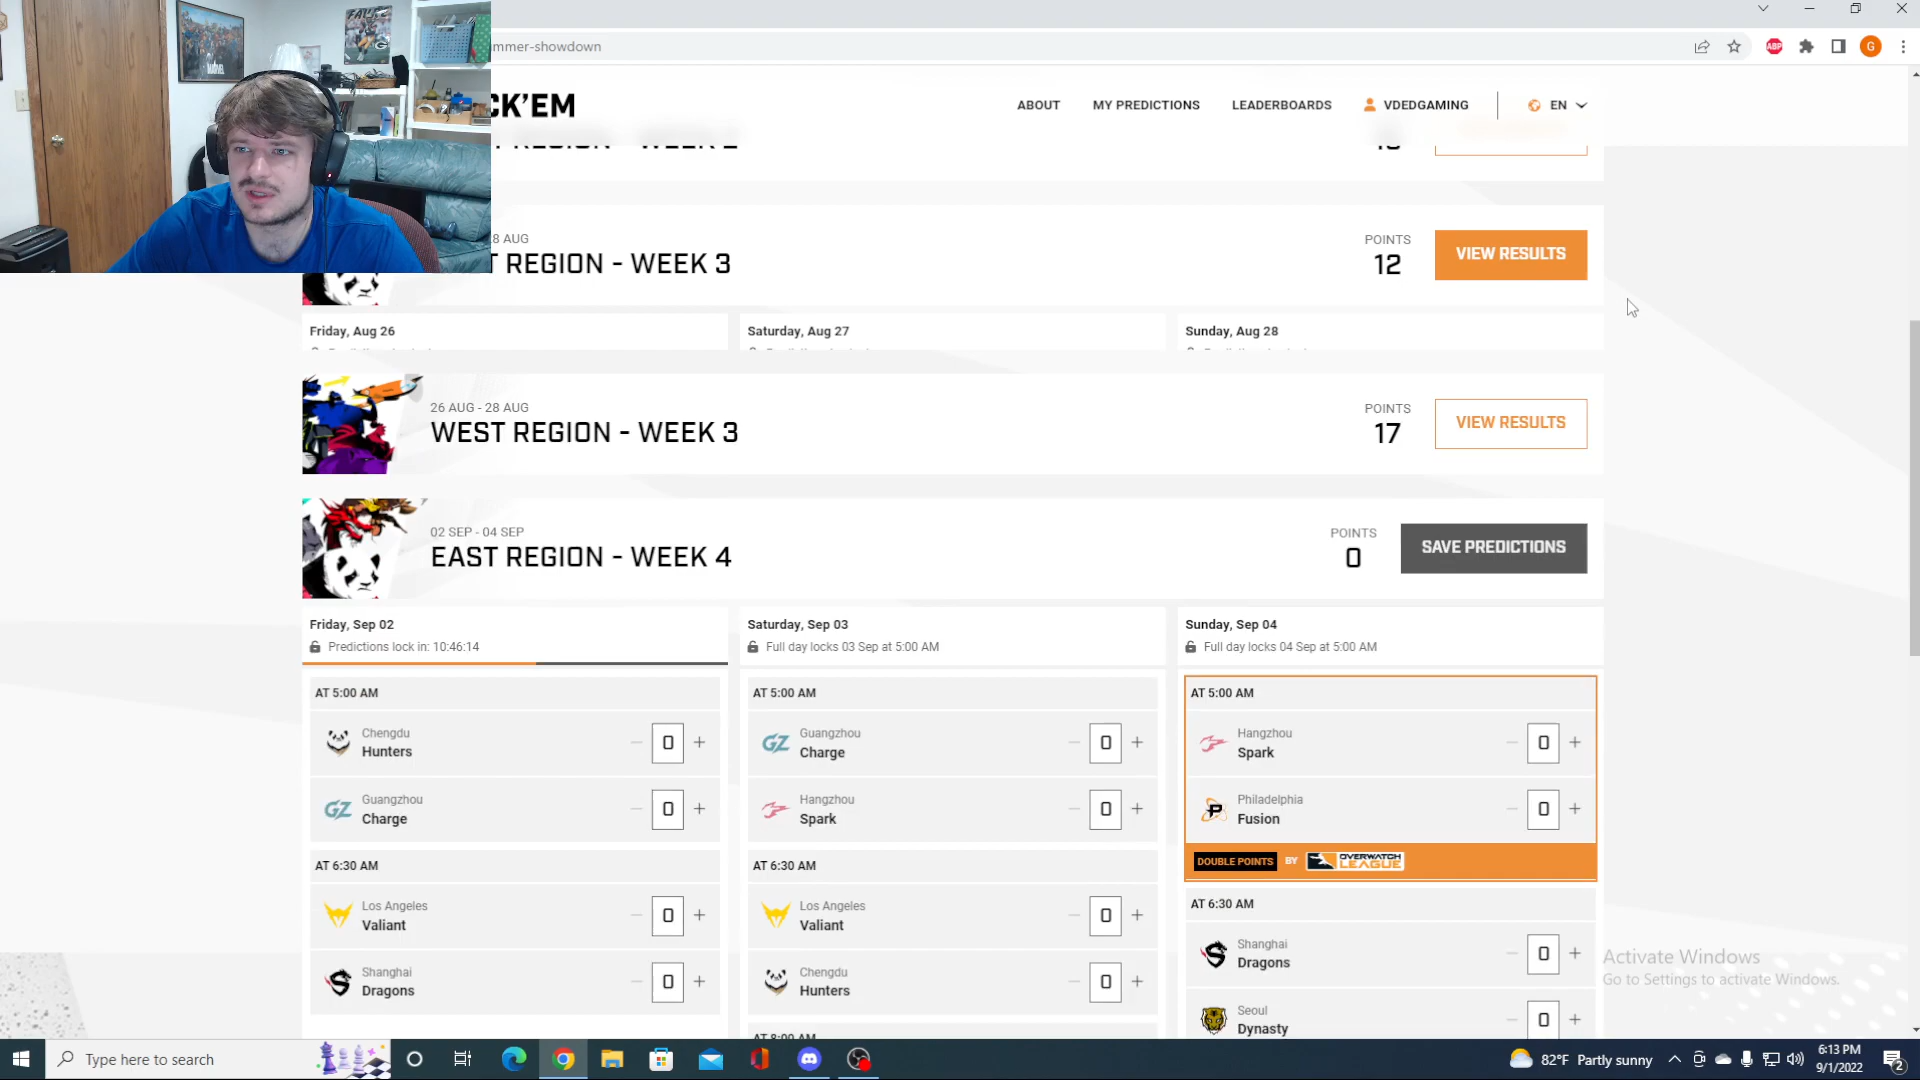 mmer-showdown
CK'EM
ABOUT
MY PREDICTIONS
LEADERBOARDS
VDEDGAMING
EN
ABP
G
8 AUG
T REGION - WEEK 3
POINTS
12
VIEW RESULTS
Friday, Aug 26
Saturday, Aug 27
Sunday, Aug 28
26 AUG - 28 AUG
WEST REGION - WEEK 3
POINTS
17
VIEW RESULTS
02 SEP - 04 SEP
EAST REGION - WEEK 4
POINTS
0
SAVE PREDICTIONS
Friday, Sep 02
Predictions lock in: 10:46:14
AT 5:00 AM
Chengdu
Hunters
0
Guangzhou
Charge
0
AT 6:30 AM
Los Angeles
Valiant
0
Shanghai
Dragons
0
Saturday, Sep 03
Full day locks 03 Sep at 5:00 AM
AT 5:00 AM
Guangzhou
Charge
0
Hangzhou
Spark
0
AT 6:30 AM
Los Angeles
Valiant
0
Chengdu
Hunters
0
Sunday, Sep 04
Full day locks 04 Sep at 5:00 AM
AT 5:00 AM
Hangzhou
Spark
0
Philadelphia
Fusion
0
DOUBLE POINTS BY OVERWATCH LEAGUE
AT 6:30 AM
Shanghai
Dragons
0
Seoul
Dynasty
0
Activate Windows
Go to Settings to activate Windows.
Type here to search
82°F Partly sunny
6:13 PM
9/1/2022
2